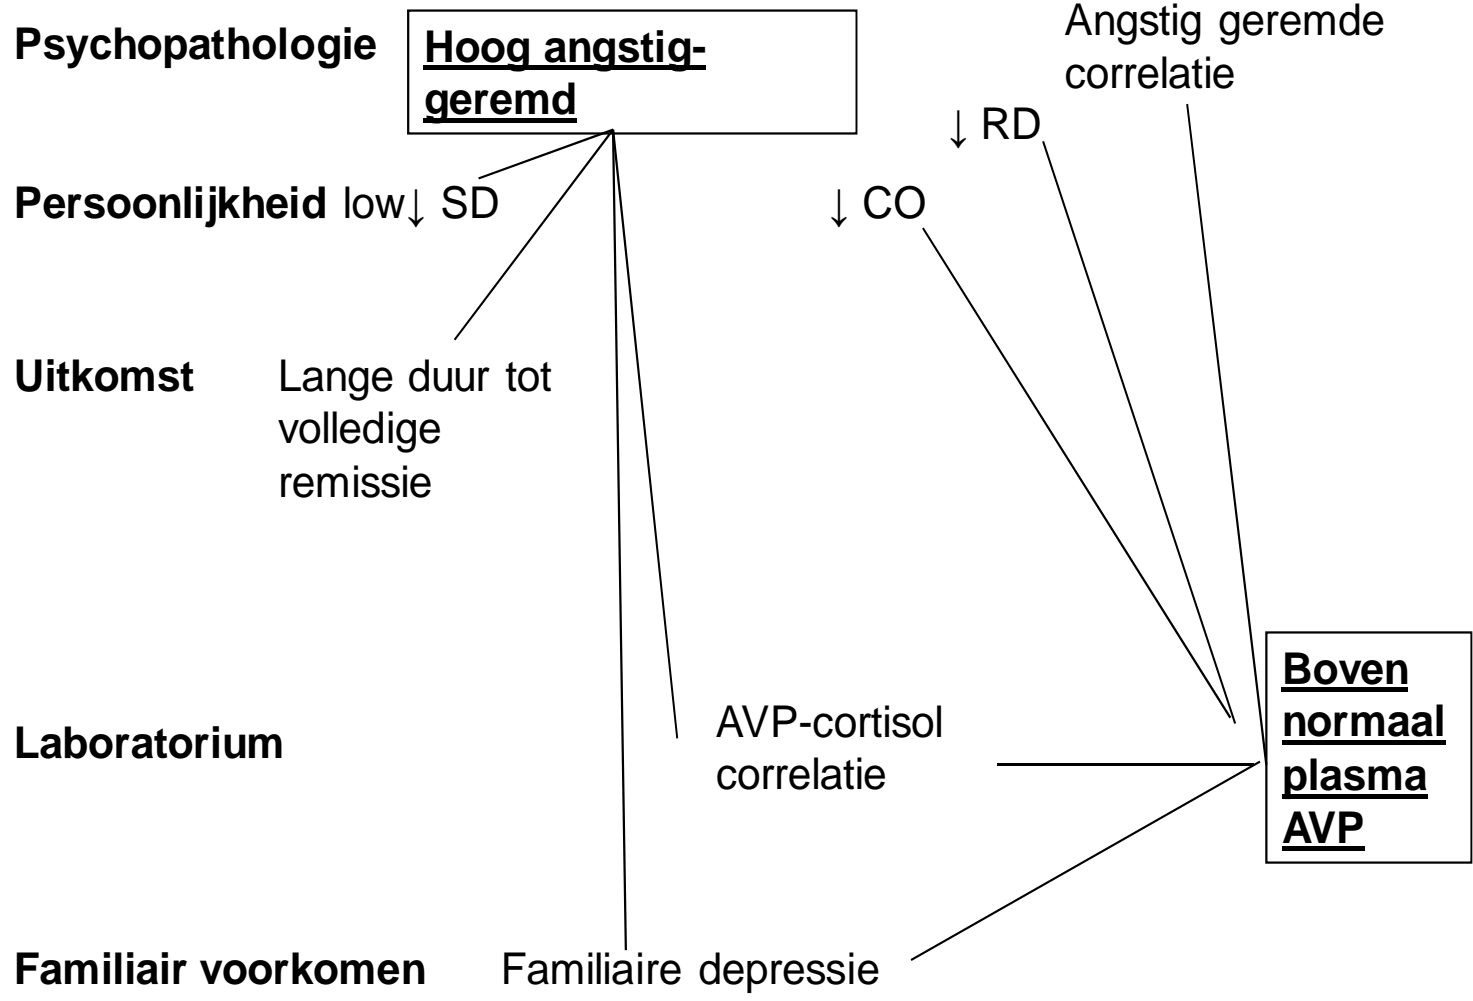 Psychopathologie
Hoog angstig-
geremd
Angstig geremde
correlatie
↓ RD
Persoonlijkheid low↓ SD
↓ CO
Uitkomst
Lange duur tot
volledige
remissie
Laboratorium
AVP-cortisol
correlatie
Boven
normaal
plasma
AVP
Familiair voorkomen
Familiaire depressie